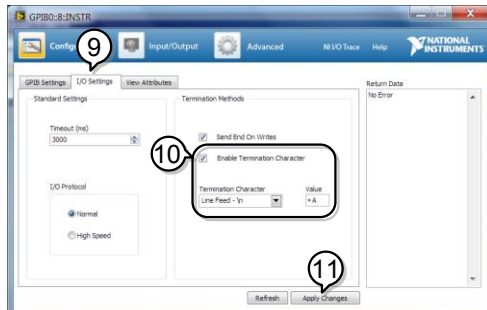 GPIB0::8::INSTR
Config
9
Input/Output
Advanced
NI I/O Trace
Help
NATIONAL
INSTRUMENTS
GPIB Settings
I/O Settings
View Attributes
Return Data
No Error
Standard Settings
Termination Methods
Timeout (ms)
3000
Send End On Writes
10
Enable Termination Character
I/O Protocol
Termination Character
Value
Line Feed - \n
A
Normal
High Speed
11
Refresh
Apply Changes